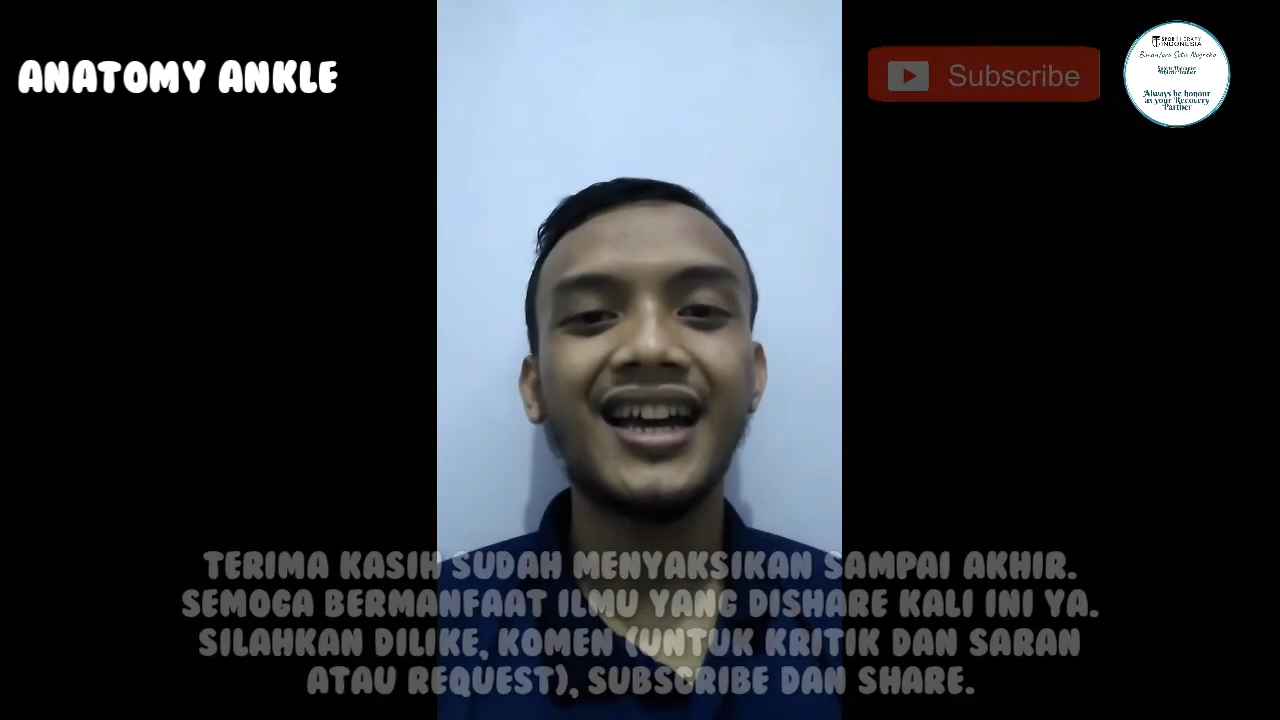 ANATOMY ANKLE
Subscribe
INDONESIA
Always be honour
as your Recovery
Partner
TERIMA KASIH SUDAH MENYAKSIKAN SAMPAI AKHIR.
SEMOGA BERMANFAAT ILMU YANG DISHARE KALI INI YA.
SILAHKAN DILIKE, KOMEN (UNTUK KRITIK DAN SARAN
ATAU REQUEST), SUBSCRIBE DAN SHARE.